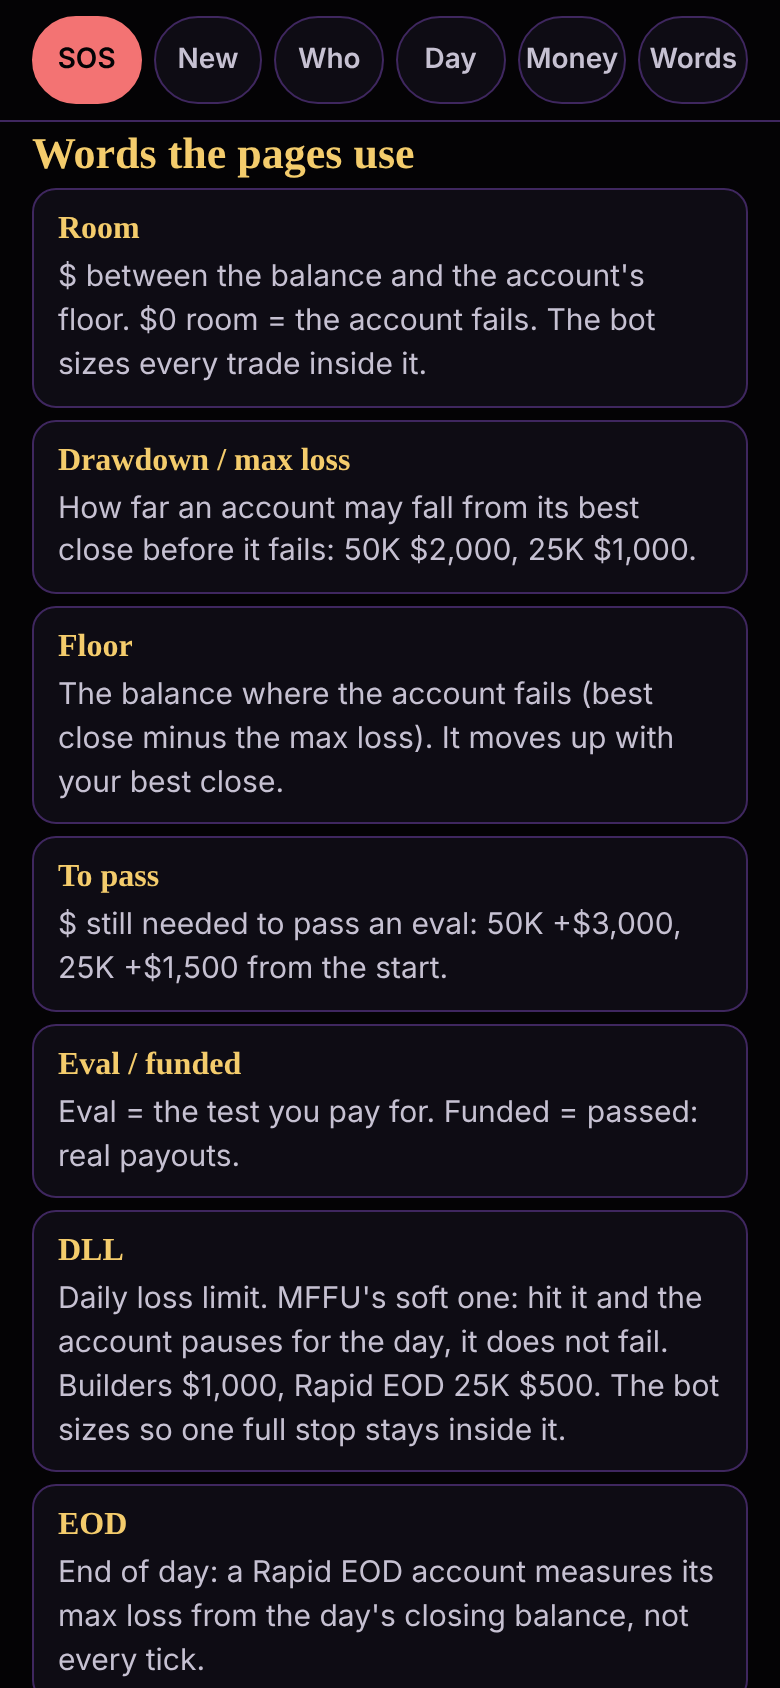 SOS New Who Day Money Words
Words the pages use
Room
$ between the balance and the account's
floor. $0 room = the account fails. The bot
sizes every trade inside it.
Drawdown / max loss
How far an account may fall from its best
close before it fails: 50K $2,000, 25K $1,000.
Floor
The balance where the account fails (best
close minus the max loss). It moves up with
your best close.
To pass
$ still needed to pass an eval: 50K +$3,000,
25K +$1,500 from the start.
Eval / funded
Eval = the test you pay for. Funded = passed:
real payouts.
DLL
Daily loss limit. MFFU's soft one: hit it and the
account pauses for the day, it does not fail.
Builders $1,000, Rapid EOD 25K $500. The bot
sizes so one full stop stays inside it.
EOD
End of day: a Rapid EOD account measures its
max loss from the day's closing balance, not
every tick.